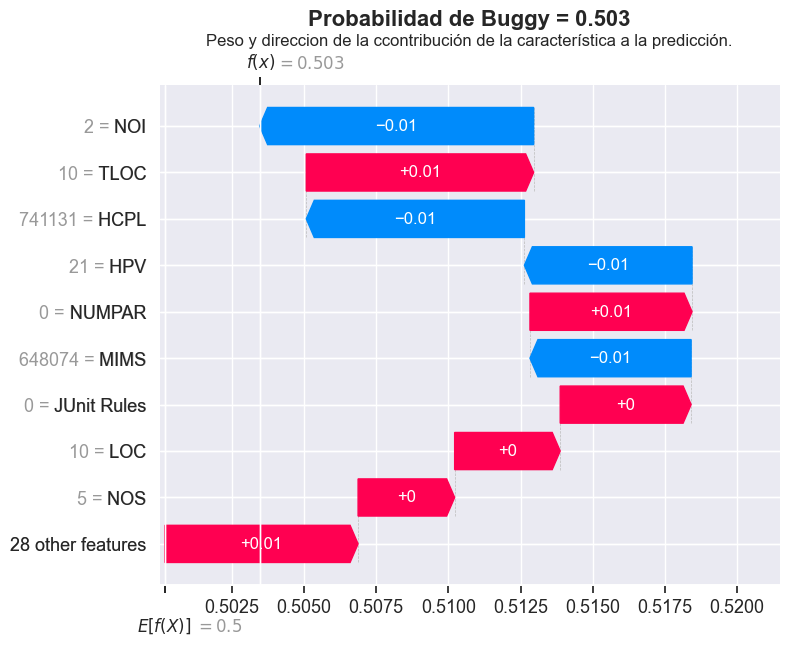 Probabilidad de Buggy = 0.503
Peso y direccion de la ccontribución de la característica a la predicción.
f(x) = 0.503
2 = NOI −0.01
10 = TLOC +0.01
741131 = HCPL −0.01
21 = HPV −0.01
0 = NUMPAR +0.01
648074 = MIMS −0.01
0 = JUnit Rules +0
10 = LOC +0
5 = NOS +0
28 other features +0.01
0.5025 0.5050 0.5075 0.5100 0.5125 0.5150 0.5175 0.5200
E[f(X)] = 0.5